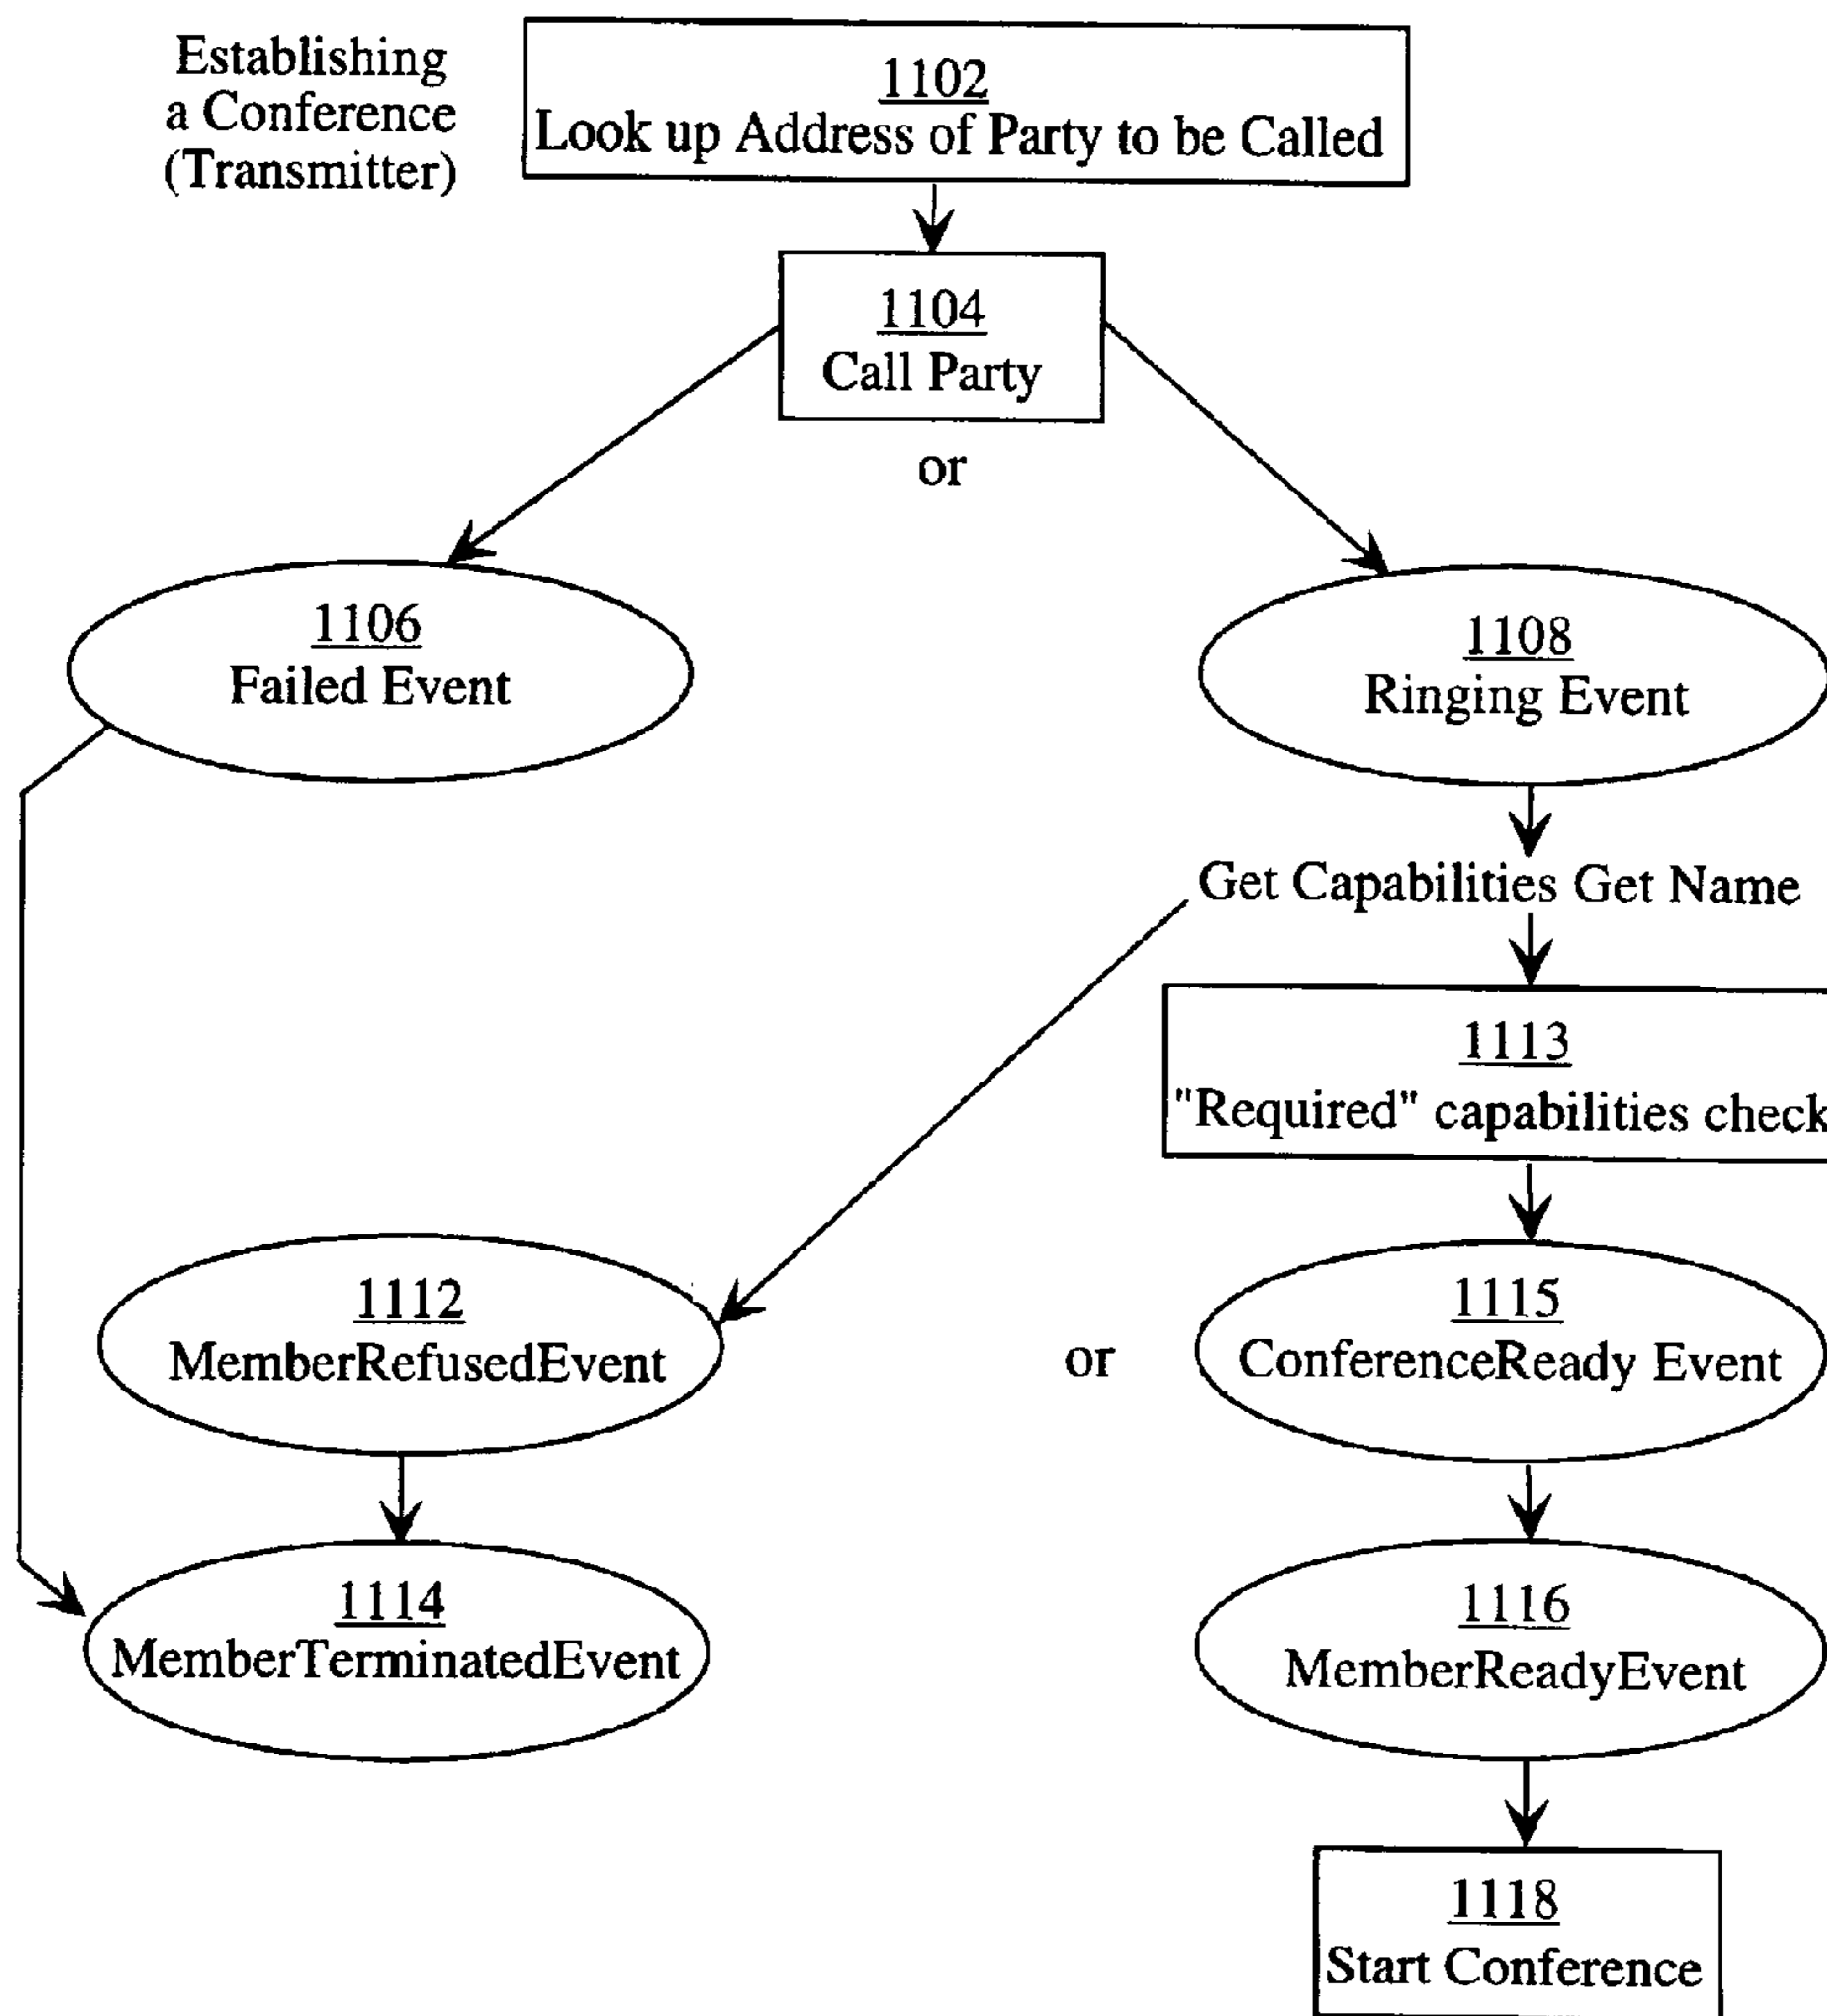 Establishing
a Conference
(Transmitter)
1102
Look up Address of Party to be Called
1104
Call Party
or
1106
Failed Event
1108
Ringing Event
Get Capabilities Get Name
1113
"Required" capabilities check
1112
MemberRefusedEvent
or
1115
ConferenceReady Event
1114
MemberTerminatedEvent
1116
MemberReadyEvent
1118
Start Conference